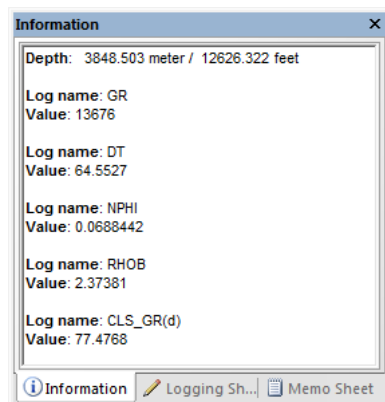 Information
Depth: 3848.503 meter / 12626.322 feet
Log name: GR
Value: 13676
Log name: DT
Value: 64.5527
Log name: NPHI
Value: 0.0688442
Log name: RHOB
Value: 2.37381
Log name: CLS_GR(d)
Value: 77.4768
Information Logging Sh... Memo Sheet